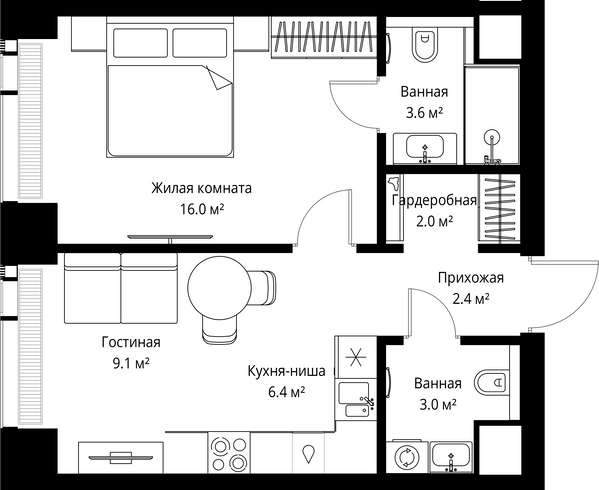 Ванная
3.6 м²
Жилая комната
16.0 м²
Гардеробная
2.0 м²
Прихожая
2.4 м²
Гостиная
9.1 м²
Кухня-ниша
6.4 м²
Ванная
3.0 м²